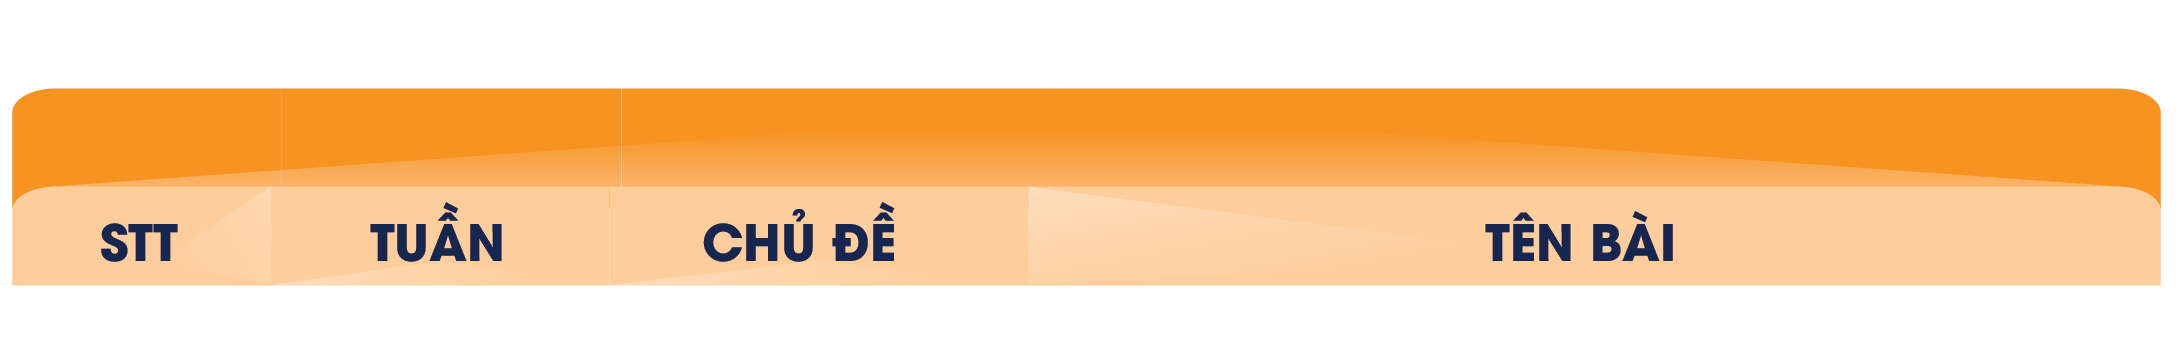 STT TUẦN CHỦ ĐỀ TÊN BÀI